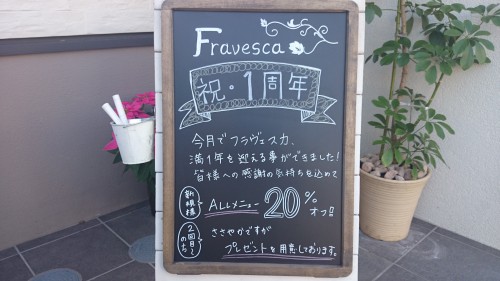 Fravesca
祝・1周年
今月でフラヴェスカ、
満1年を迎える事ができました!
皆様への感謝の気持ちを込めて
新規様 ALLメニュー 20%オフ!!
2回目〜のかた ささやかですが
プレゼントを用意しております。